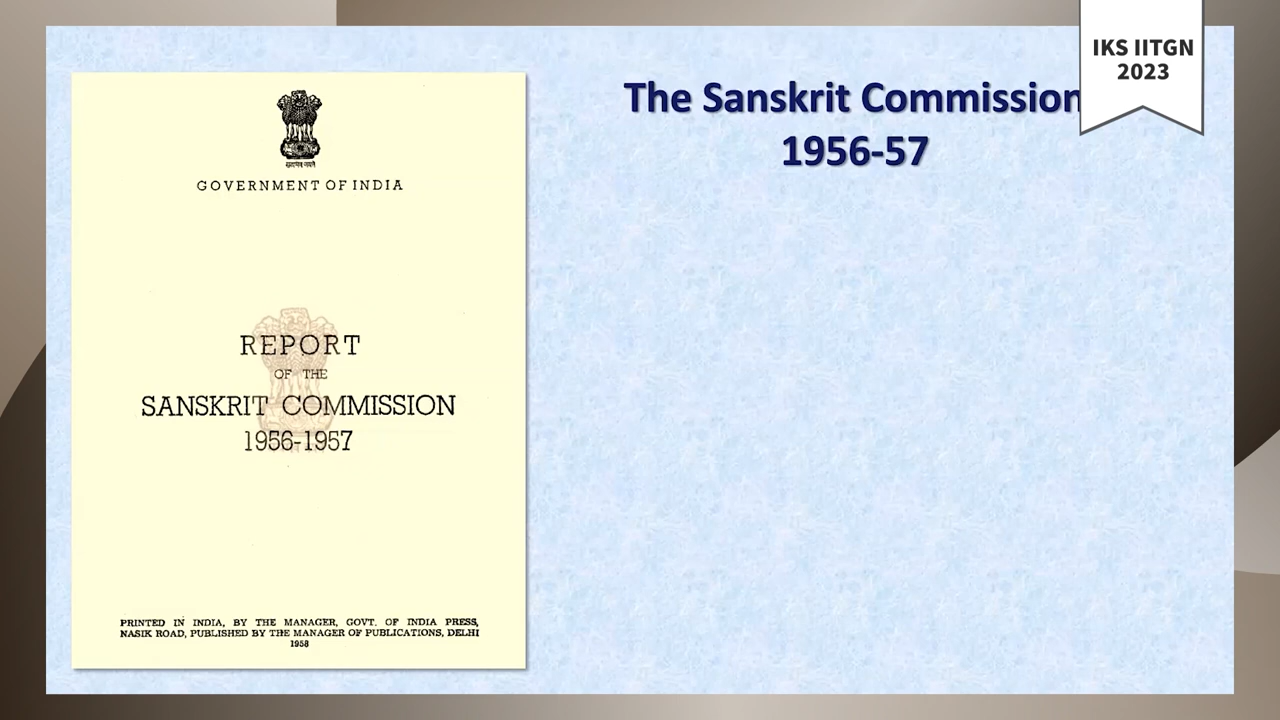 GOVERNMENT OF INDIA
REPORT
OF THE
SANSKRIT COMMISSION
1956-1957
PRINTED IN INDIA, BY THE MANAGER, GOVT. OF INDIA PRESS,
NASIK ROAD, PUBLISHED BY THE MANAGER OF PUBLICATIONS, DELHI
1958
The Sanskrit Commission
1956-57
IKS IITGN
2023